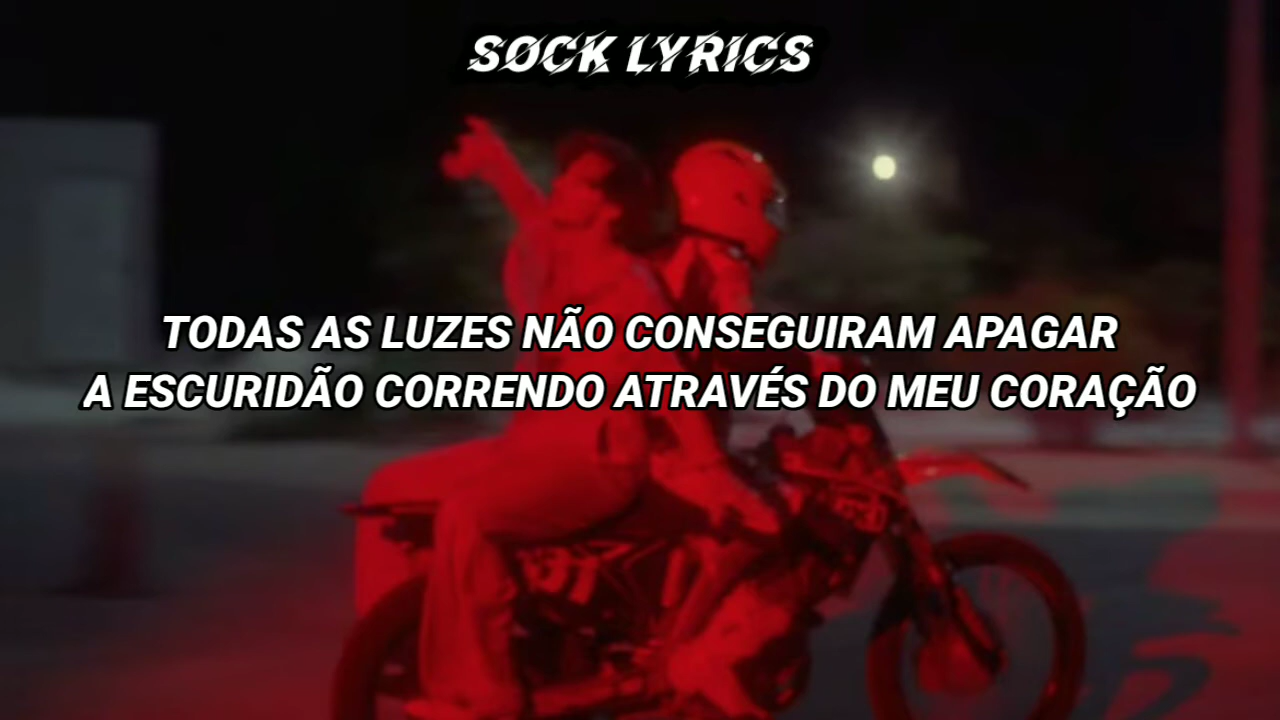 SOCK LYRICS
TODAS AS LUZES NÃO CONSEGUIRAM APAGAR
A ESCURIDÃO CORRENDO ATRAVÉS DO MEU CORAÇÃO